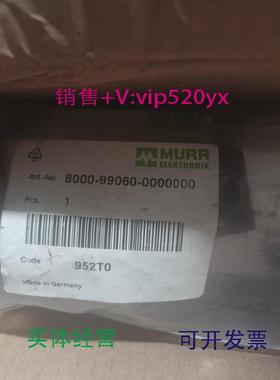 销售+V:vip520yx
MURR
ELEKTRONIK
Art.-No. 8000-99060-0000000
Pcs. 1
Code 952T0
Made in Germany
实体经营 可开发票